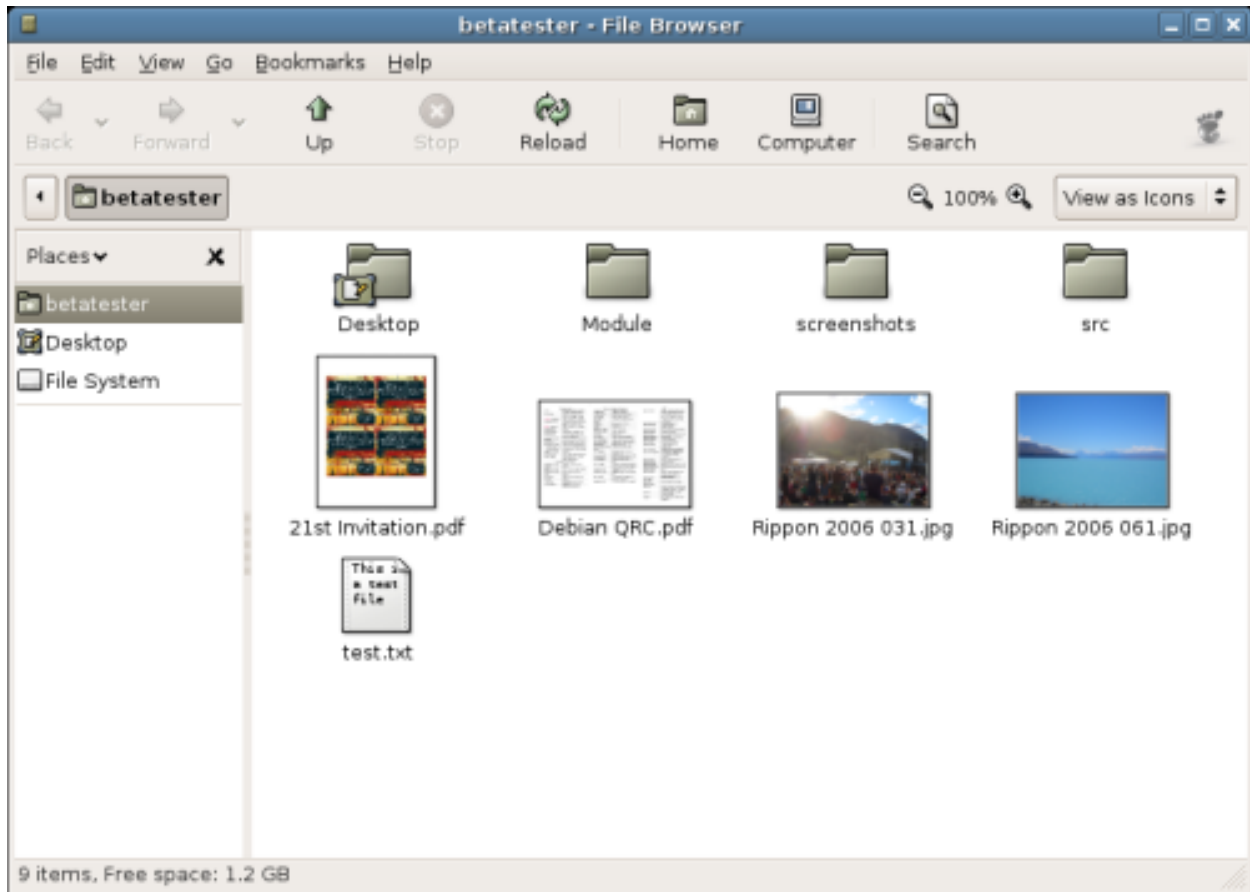 betatester - File Browser
File Edit View Go Bookmarks Help
Back Forward Up Stop Reload Home Computer Search
betatester 100% View as Icons
Places
betatester
Desktop
File System
Desktop Module screenshots src
21st Invitation.pdf Debian QRC.pdf Rippon 2006 031.jpg Rippon 2006 061.jpg
This i
a test
file
test.txt
9 items, Free space: 1.2 GB